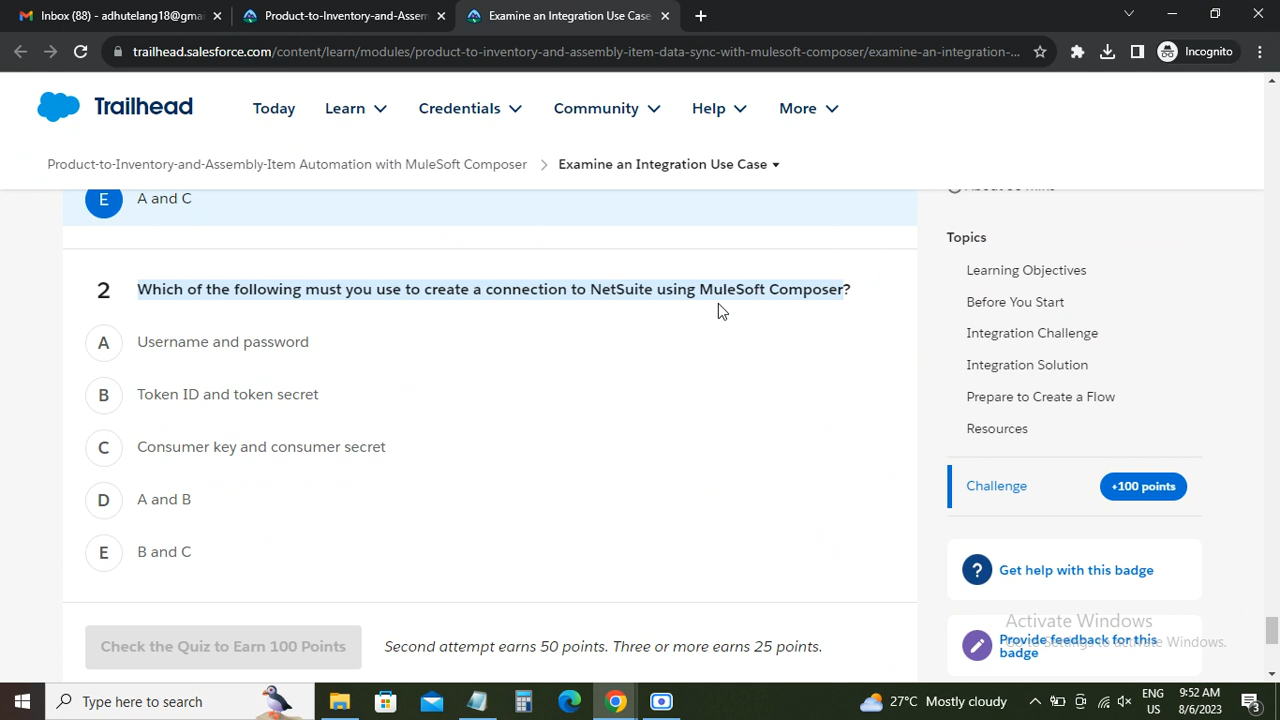 Inbox (88) - adhutelang18@gma
Product-to-Inventory-and-Assem
Examine an Integration Use Case
trailhead.salesforce.com/content/learn/modules/product-to-inventory-and-assembly-item-data-sync-with-mulesoft-composer/examine-an-integration-...
Incognito
Trailhead
Today
Learn
Credentials
Community
Help
More
Product-to-Inventory-and-Assembly-Item Automation with MuleSoft Composer > Examine an Integration Use Case
E A and C
2 Which of the following must you use to create a connection to NetSuite using MuleSoft Composer?
A Username and password
B Token ID and token secret
C Consumer key and consumer secret
D A and B
E B and C
Check the Quiz to Earn 100 Points
Second attempt earns 50 points. Three or more earns 25 points.
Topics
Learning Objectives
Before You Start
Integration Challenge
Integration Solution
Prepare to Create a Flow
Resources
Challenge
+100 points
? Get help with this badge
Provide feedback for this
badge
Activate Windows
Go to Settings to activate Windows.
Type here to search
27°C Mostly cloudy
ENG
US
9:52 AM
8/6/2023
3